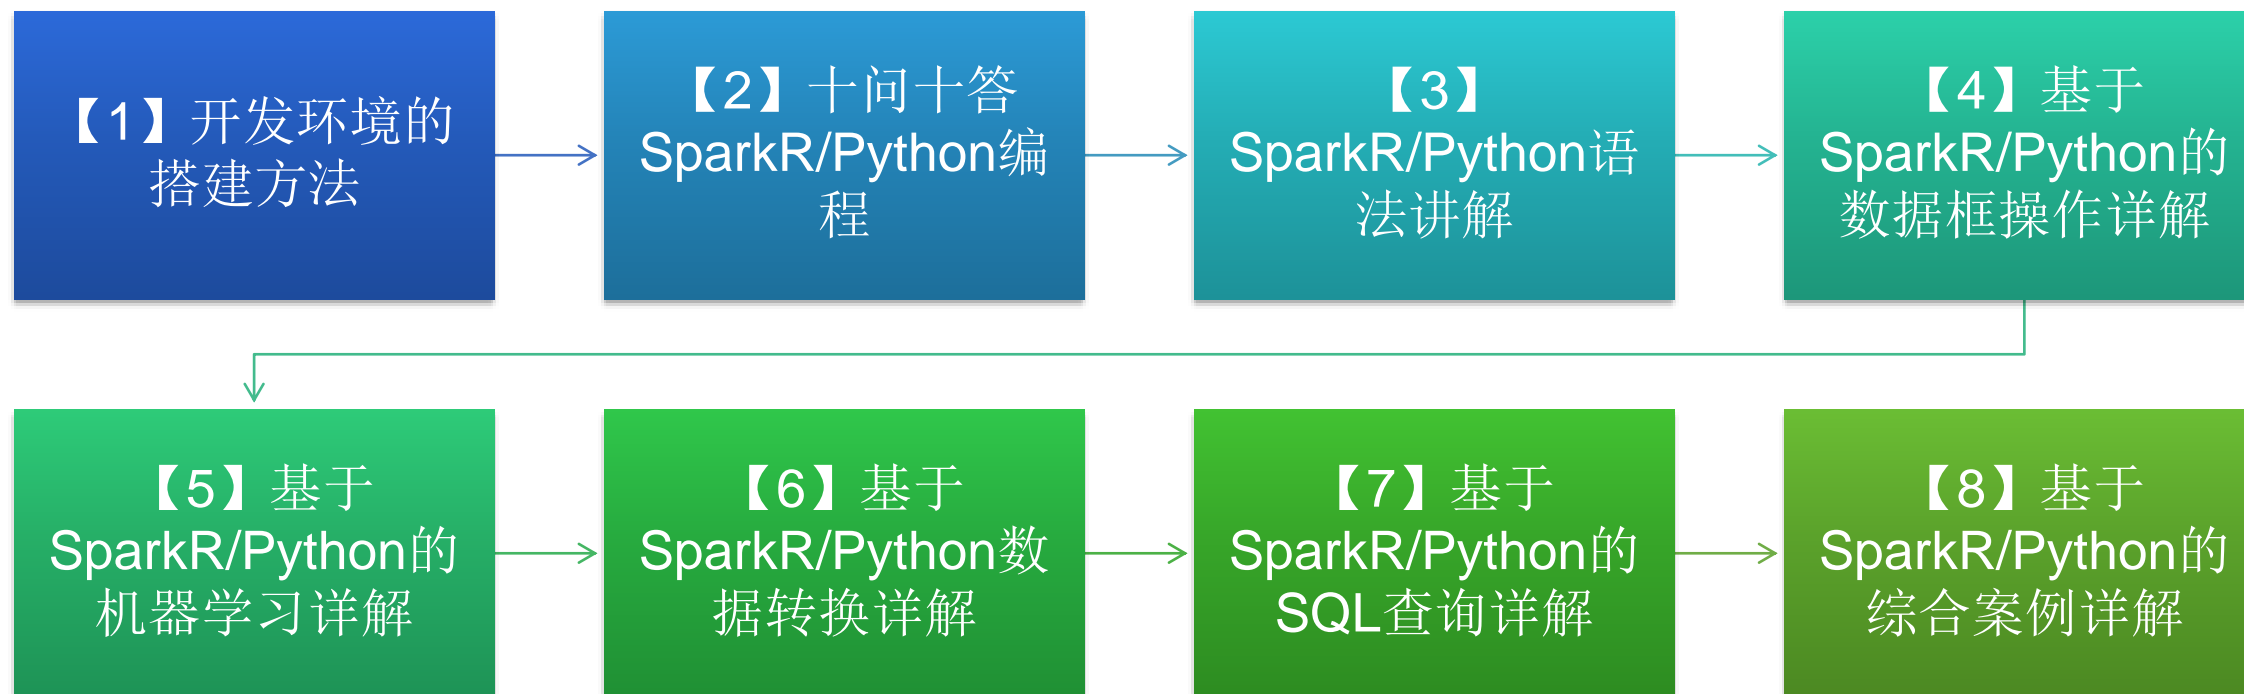 【1】开发环境的
搭建方法
【2】十问十答
SparkR/Python编
程
【3】
SparkR/Python语
法讲解
【4】基于
SparkR/Python的
数据框操作详解
【5】基于
SparkR/Python的
机器学习详解
【6】基于
SparkR/Python数
据转换详解
【7】基于
SparkR/Python的
SQL查询详解
【8】基于
SparkR/Python的
综合案例详解